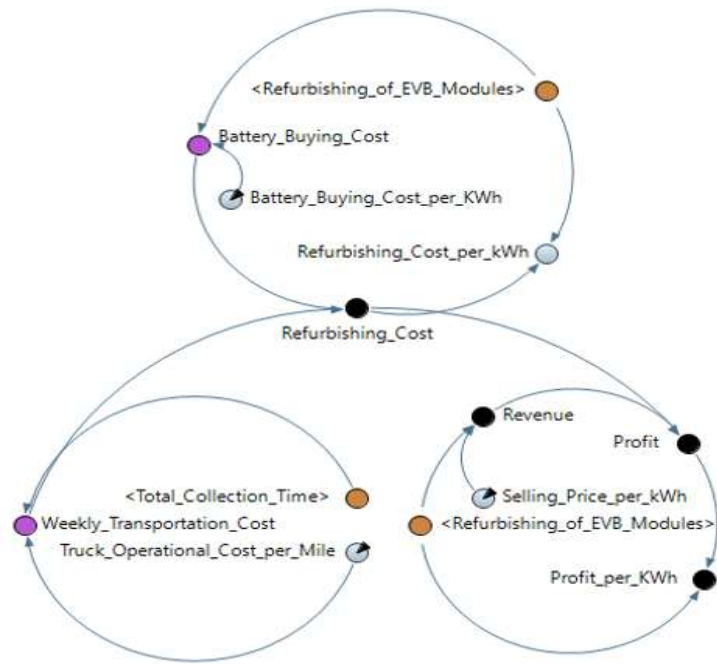 <Refurbishing_of_EVB_Modules>
Battery_Buying_Cost
Battery_Buying_Cost_per_KWh
Refurbishing_Cost_per_kWh
Refurbishing_Cost
Revenue
Profit
<Total_Collection_Time>
Selling_Price_per_kWh
Weekly_Transportation_Cost
<Refurbishing_of_EVB_Modules>
Truck_Operational_Cost_per_Mile
Profit_per_KWh